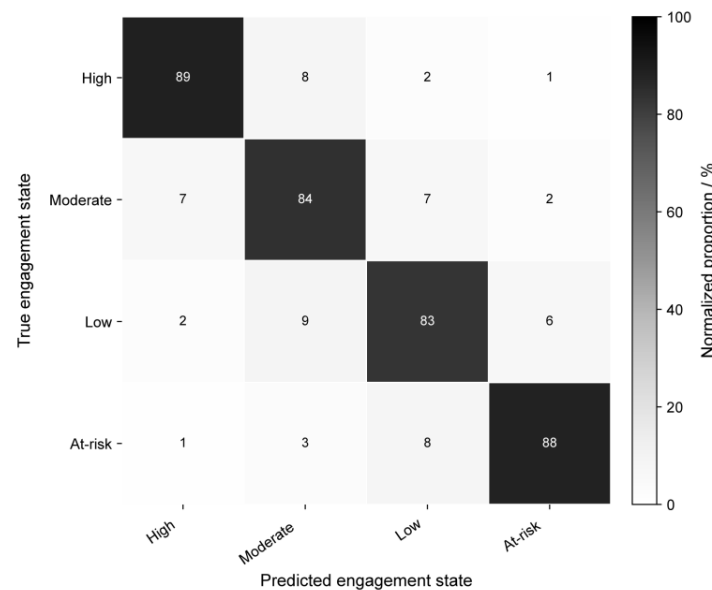 High
89
8
2
1
Moderate
7
84
7
2
Low
2
9
83
6
At-risk
1
3
8
88
True engagement state
High
Moderate
Low
At-risk
Predicted engagement state
100
80
60
40
20
0
Normalized proportion / %